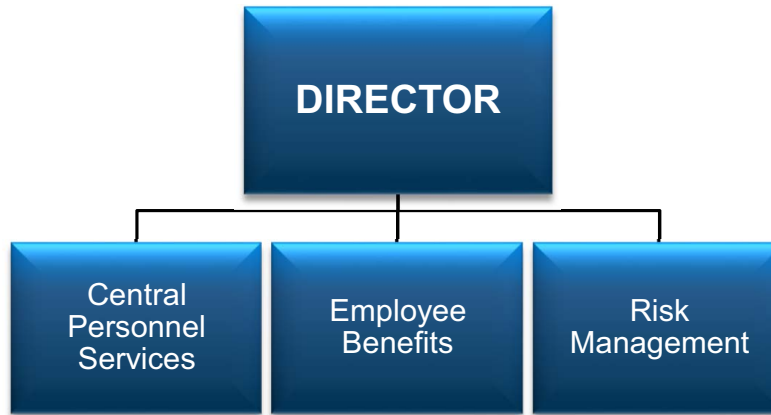 DIRECTOR
Central
Personnel
Services
Employee
Benefits
Risk
Management